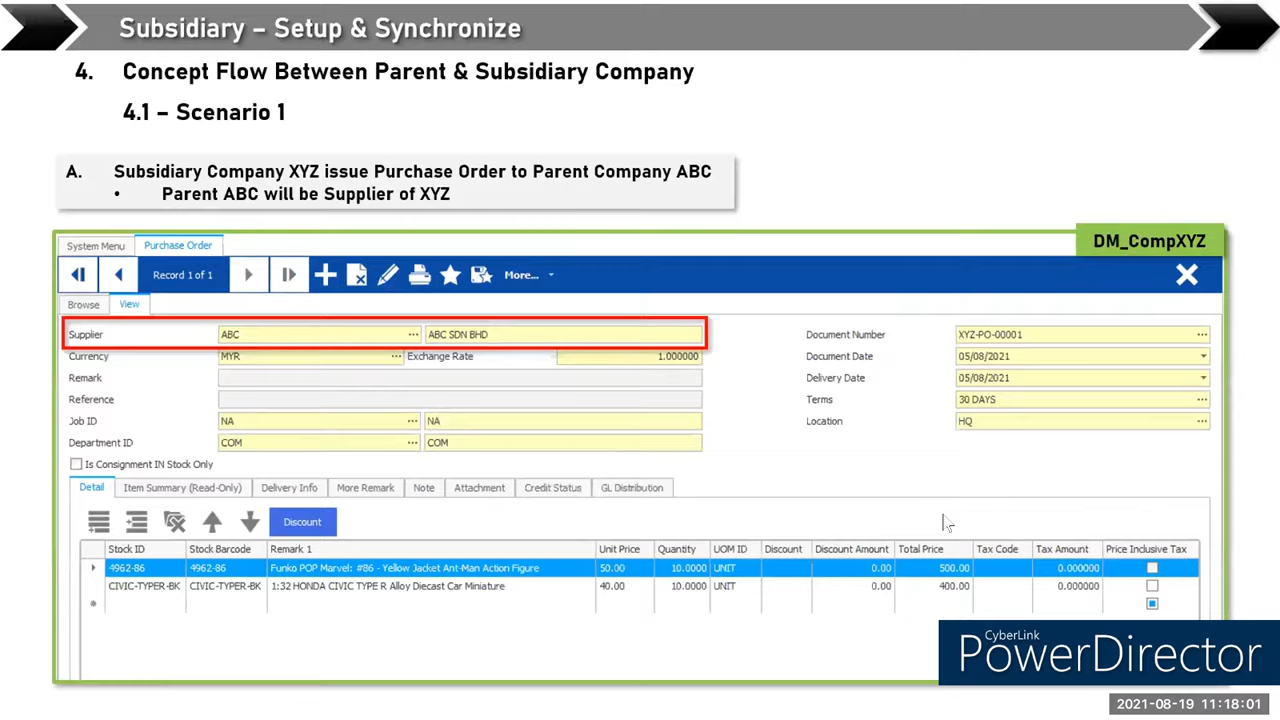 Subsidiary – Setup & Synchronize
4. Concept Flow Between Parent & Subsidiary Company
4.1 – Scenario 1
A. Subsidiary Company XYZ issue Purchase Order to Parent Company ABC
• Parent ABC will be Supplier of XYZ
DM_CompXYZ
System Menu Purchase Order
Record 1 of 1 More...
Browse View
Supplier ABC ... ABC SDN BHD Document Number XYZ-PO-00001 ...
Currency MYR ... Exchange Rate 1.000000 Document Date 05/08/2021
Remark Delivery Date 05/08/2021
Reference Terms 30 DAYS ...
Job ID NA ... NA Location HQ ...
Department ID COM ... COM
Is Consignment IN Stock Only
Detail Item Summary (Read-Only) Delivery Info More Remark Note Attachment Credit Status GL Distribution
Discount
Stock ID Stock Barcode Remark 1 Unit Price Quantity UOM ID Discount Discount Amount Total Price Tax Code Tax Amount Price Inclusive Tax
4962-86 4962-86 Funko POP Marvel: #86 - Yellow Jacket Ant-Man Action Figure 50.00 10.0000 UNIT 0.00 500.00 0.000000
CIVIC-TYPER-BK CIVIC-TYPER-BK 1:32 HONDA CIVIC TYPE R Alloy Diecast Car Miniature 40.00 10.0000 UNIT 0.00 400.00 0.000000
CyberLink
PowerDirector
2021-08-19 11:18:01